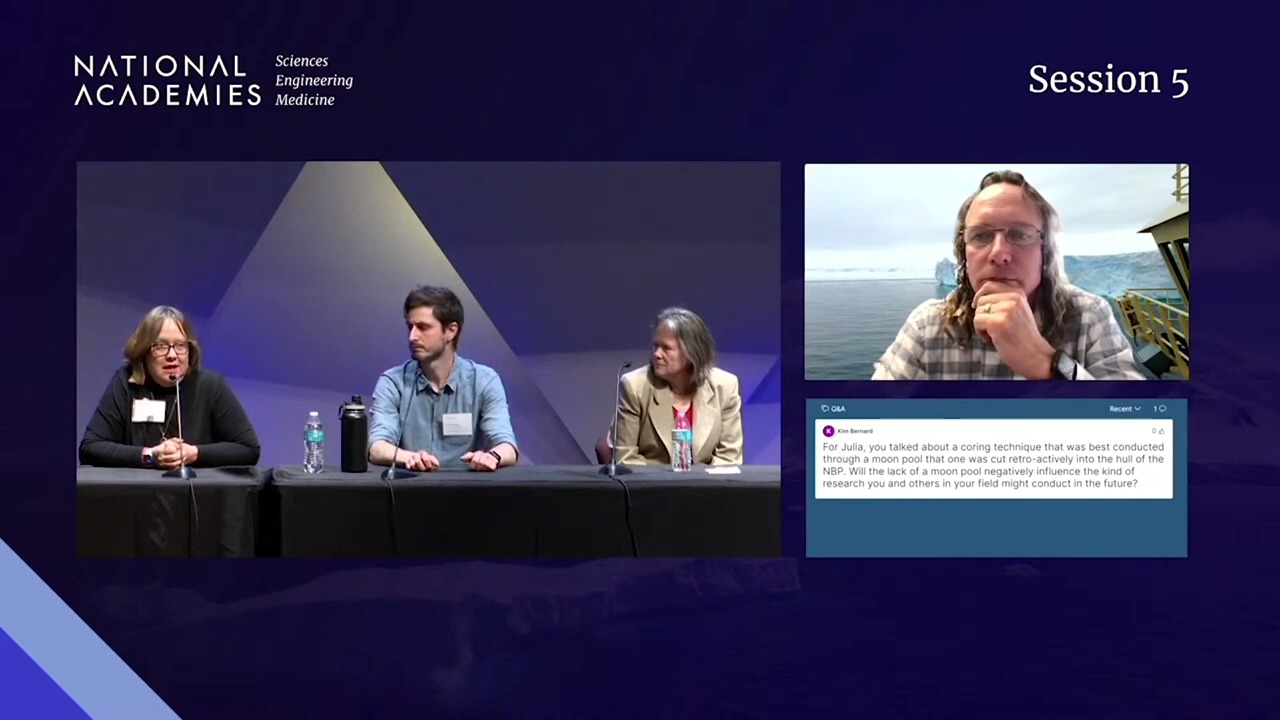 NATIONAL
ACADEMIES
Sciences
Engineering
Medicine
Session 5
Q&A
Recent
1
K
Kim Bernard
0
For Julia, you talked about a coring technique that was best conducted
through a moon pool that one was cut retro-actively into the hull of the
NBP. Will the lack of a moon pool negatively influence the kind of
research you and others in your field might conduct in the future?